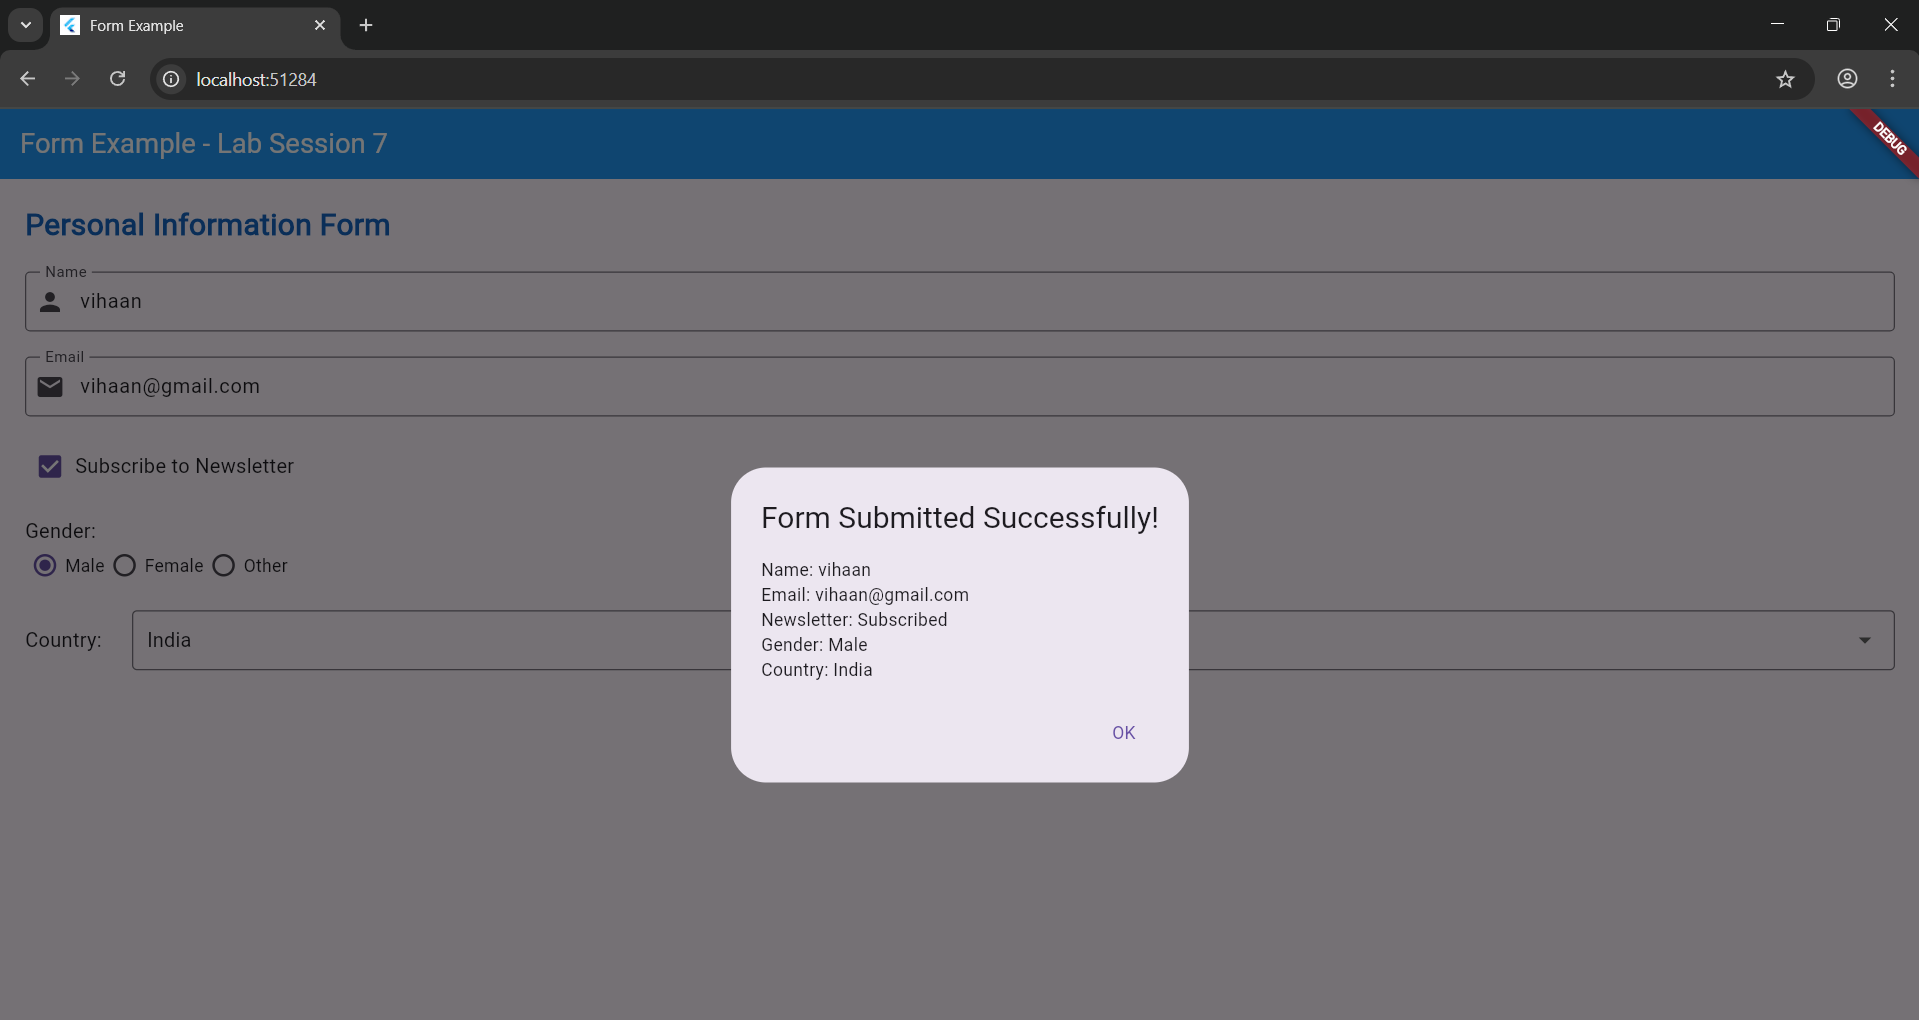 Form Example
localhost:51284
Form Example - Lab Session 7
DEBUG
Personal Information Form
Name
vihaan
Email
vihaan@gmail.com
Subscribe to Newsletter
Gender:
Male Female Other
Country: India
Form Submitted Successfully!
Name: vihaan
Email: vihaan@gmail.com
Newsletter: Subscribed
Gender: Male
Country: India
OK